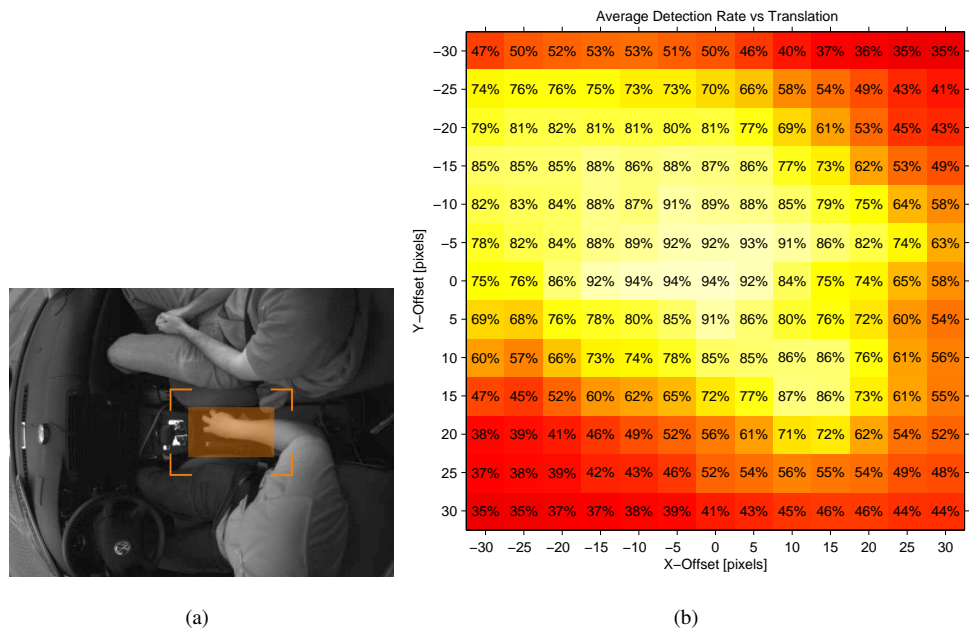 Average Detection Rate vs Translation
−30 47% 50% 52% 53% 53% 51% 50% 46% 40% 37% 36% 35% 35%
−25 74% 76% 76% 75% 73% 73% 70% 66% 58% 54% 49% 43% 41%
−20 79% 81% 82% 81% 81% 80% 81% 77% 69% 61% 53% 45% 43%
−15 85% 85% 85% 88% 86% 88% 87% 86% 77% 73% 62% 53% 49%
−10 82% 83% 84% 88% 87% 91% 89% 88% 85% 79% 75% 64% 58%
−5 78% 82% 84% 88% 89% 92% 92% 93% 91% 86% 82% 74% 63%
0 75% 76% 86% 92% 94% 94% 94% 92% 84% 75% 74% 65% 58%
5 69% 68% 76% 78% 80% 85% 91% 86% 80% 76% 72% 60% 54%
10 60% 57% 66% 73% 74% 78% 85% 85% 86% 86% 76% 61% 56%
15 47% 45% 52% 60% 62% 65% 72% 77% 87% 86% 73% 61% 55%
20 38% 39% 41% 46% 49% 52% 56% 61% 71% 72% 62% 54% 52%
25 37% 38% 39% 42% 43% 46% 52% 54% 56% 55% 54% 49% 48%
30 35% 35% 37% 37% 38% 39% 41% 43% 45% 46% 46% 44% 44%
−30 −25 −20 −15 −10 −5 0 5 10 15 20 25 30
X−Offset [pixels]
Y−Offset [pixels]
(a)
(b)